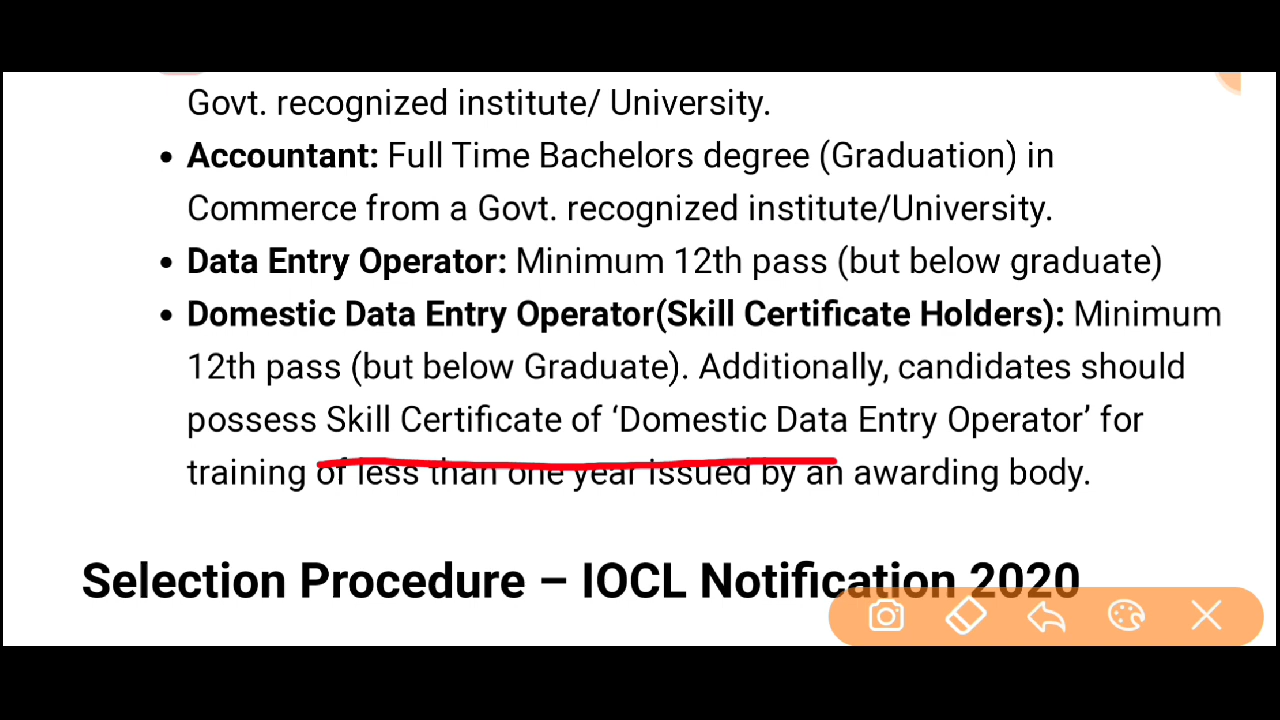 Govt. recognized institute/ University.
• Accountant: Full Time Bachelors degree (Graduation) in
Commerce from a Govt. recognized institute/University.
• Data Entry Operator: Minimum 12th pass (but below graduate)
• Domestic Data Entry Operator(Skill Certificate Holders): Minimum
12th pass (but below Graduate). Additionally, candidates should
possess Skill Certificate of ‘Domestic Data Entry Operator’ for
training of less than one year issued by an awarding body.
Selection Procedure – IOCL Notification 2020